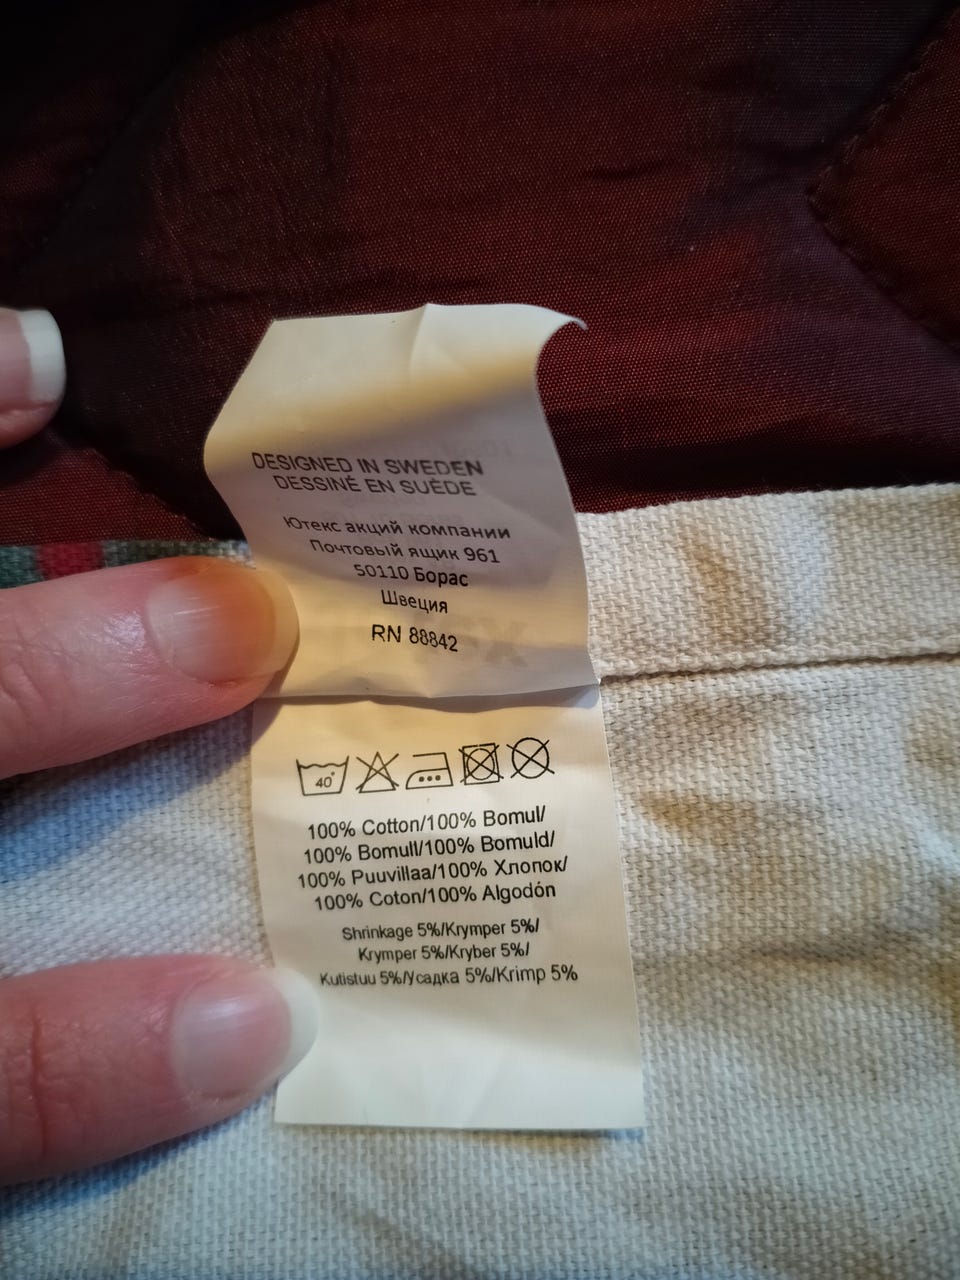 DESIGNED IN SWEDEN
DESSINÉ EN SUÉDE
Ютекс акций компании
Почтовый ящик 961
50110 Борас
Швеция
RN 88842
40°
100% Cotton/100% Bomul/
100% Bomull/100% Bomuld/
100% Puuvillaa/100% Хлопок/
100% Coton/100% Algodón
Shrinkage 5%/Krymper 5%/
Krymper 5%/Kryber 5%/
Kutistuu 5%/Усадка 5%/Krimp 5%